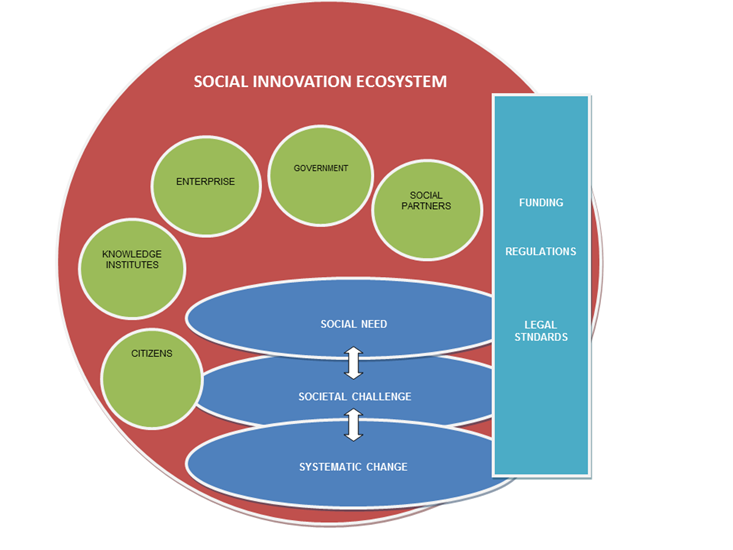 SOCIAL INNOVATION ECOSYSTEM
GOVERNMENT
ENTERPRISE
SOCIAL
PARTNERS
KNOWLEDGE
INSTITUTES
CITIZENS
SOCIAL NEED
SOCIETAL CHALLENGE
SYSTEMATIC CHANGE
FUNDING
REGULATIONS
LEGAL
STNDARDS